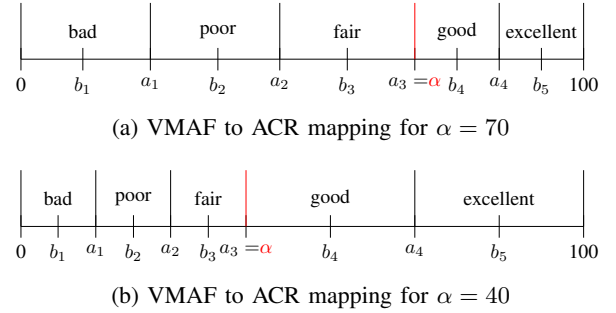 bad poor fair good excellent
0 b₁ a₁ b₂ a₂ b₃ a₃ =α b₄ a₄ b₅ 100
(a) VMAF to ACR mapping for α = 70
bad poor fair good excellent
0 b₁ a₁ b₂ a₂ b₃ a₃ =α b₄ a₄ b₅ 100
(b) VMAF to ACR mapping for α = 40